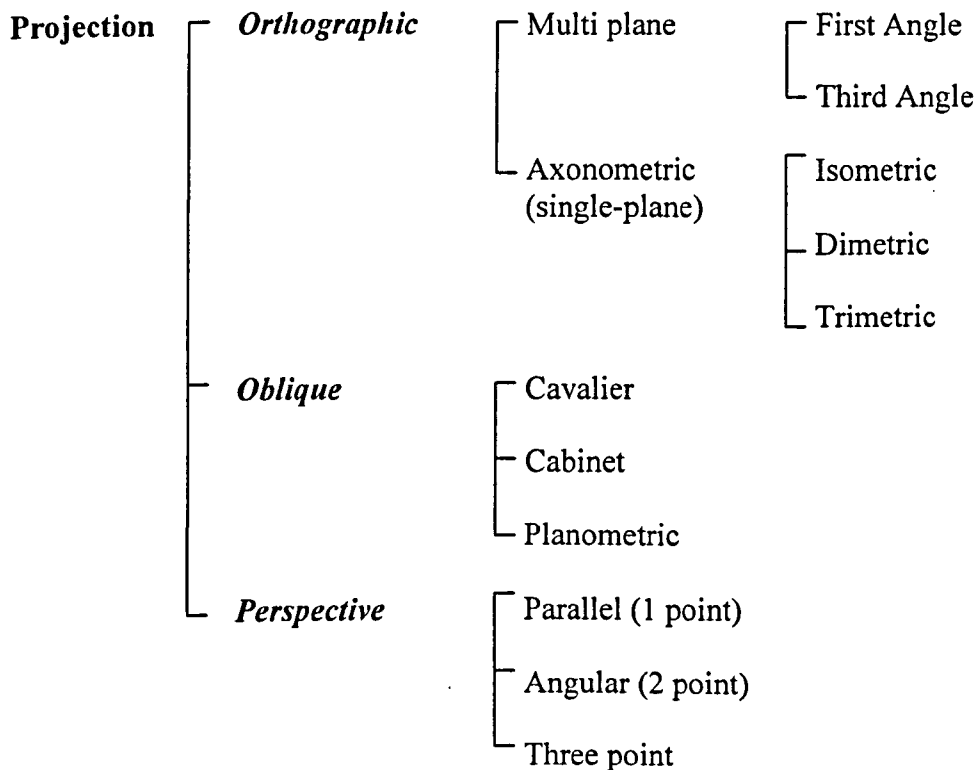 Projection
Orthographic
Multi plane
First Angle
Third Angle
Axonometric
(single-plane)
Isometric
Dimetric
Trimetric
Oblique
Cavalier
Cabinet
Planometric
Perspective
Parallel (1 point)
Angular (2 point)
Three point